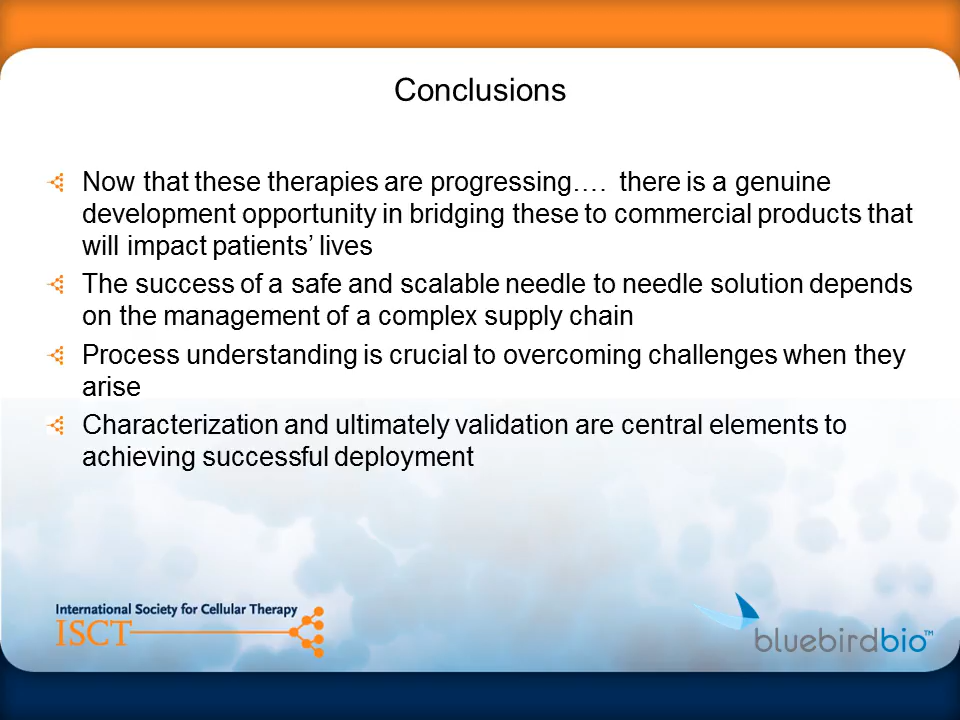 Conclusions
Now that these therapies are progressing…. there is a genuine
development opportunity in bridging these to commercial products that
will impact patients’ lives
The success of a safe and scalable needle to needle solution depends
on the management of a complex supply chain
Process understanding is crucial to overcoming challenges when they
arise
Characterization and ultimately validation are central elements to
achieving successful deployment
International Society for Cellular Therapy
ISCT
bluebirdbio™